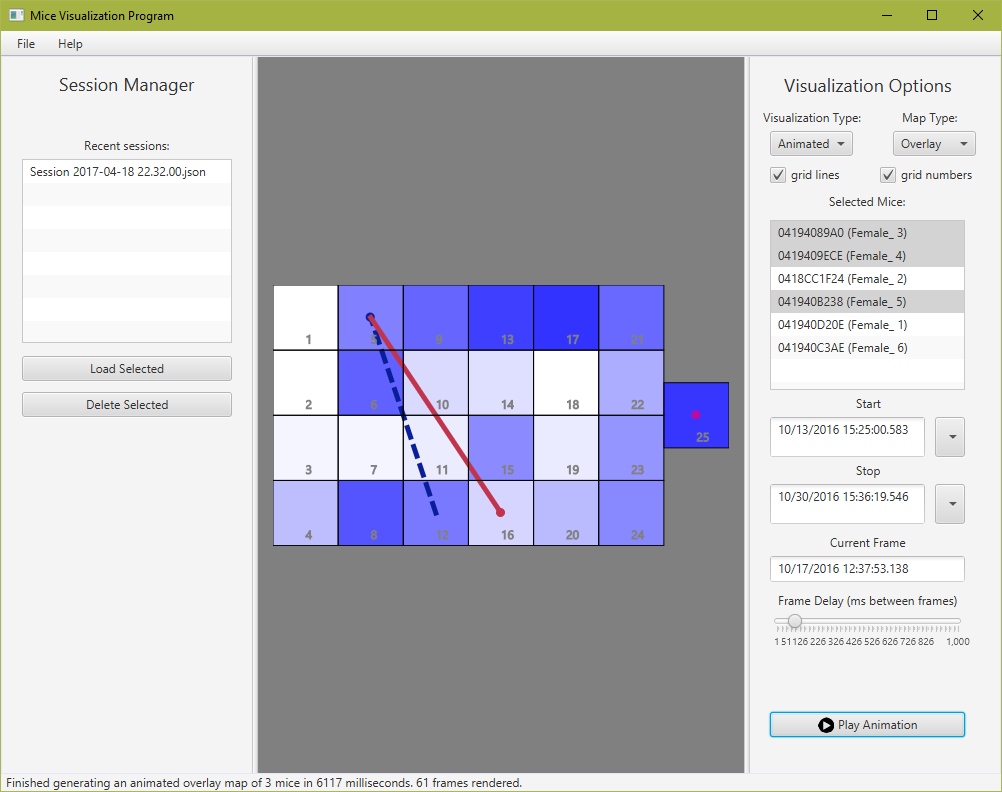 Mice Visualization Program
File Help
Session Manager
Recent sessions:
Session 2017-04-18 22.32.00.json
Load Selected
Delete Selected
1 5 9 13 17 21
2 6 10 14 18 22
25
3 7 11 15 19 23
4 8 12 16 20 24
Visualization Options
Visualization Type: Map Type:
Animated Overlay
grid lines grid numbers
Selected Mice:
04194089A0 (Female_ 3)
0419409ECE (Female_ 4)
0418CC1F24 (Female_ 2)
041940B238 (Female_ 5)
041940D20E (Female_ 1)
041940C3AE (Female_ 6)
Start
10/13/2016 15:25:00.583
Stop
10/30/2016 15:36:19.546
Current Frame
10/17/2016 12:37:53.138
Frame Delay (ms between frames)
1 51 126 226 326 426 526 626 726 826 1,000
Play Animation
Finished generating an animated overlay map of 3 mice in 6117 milliseconds. 61 frames rendered.